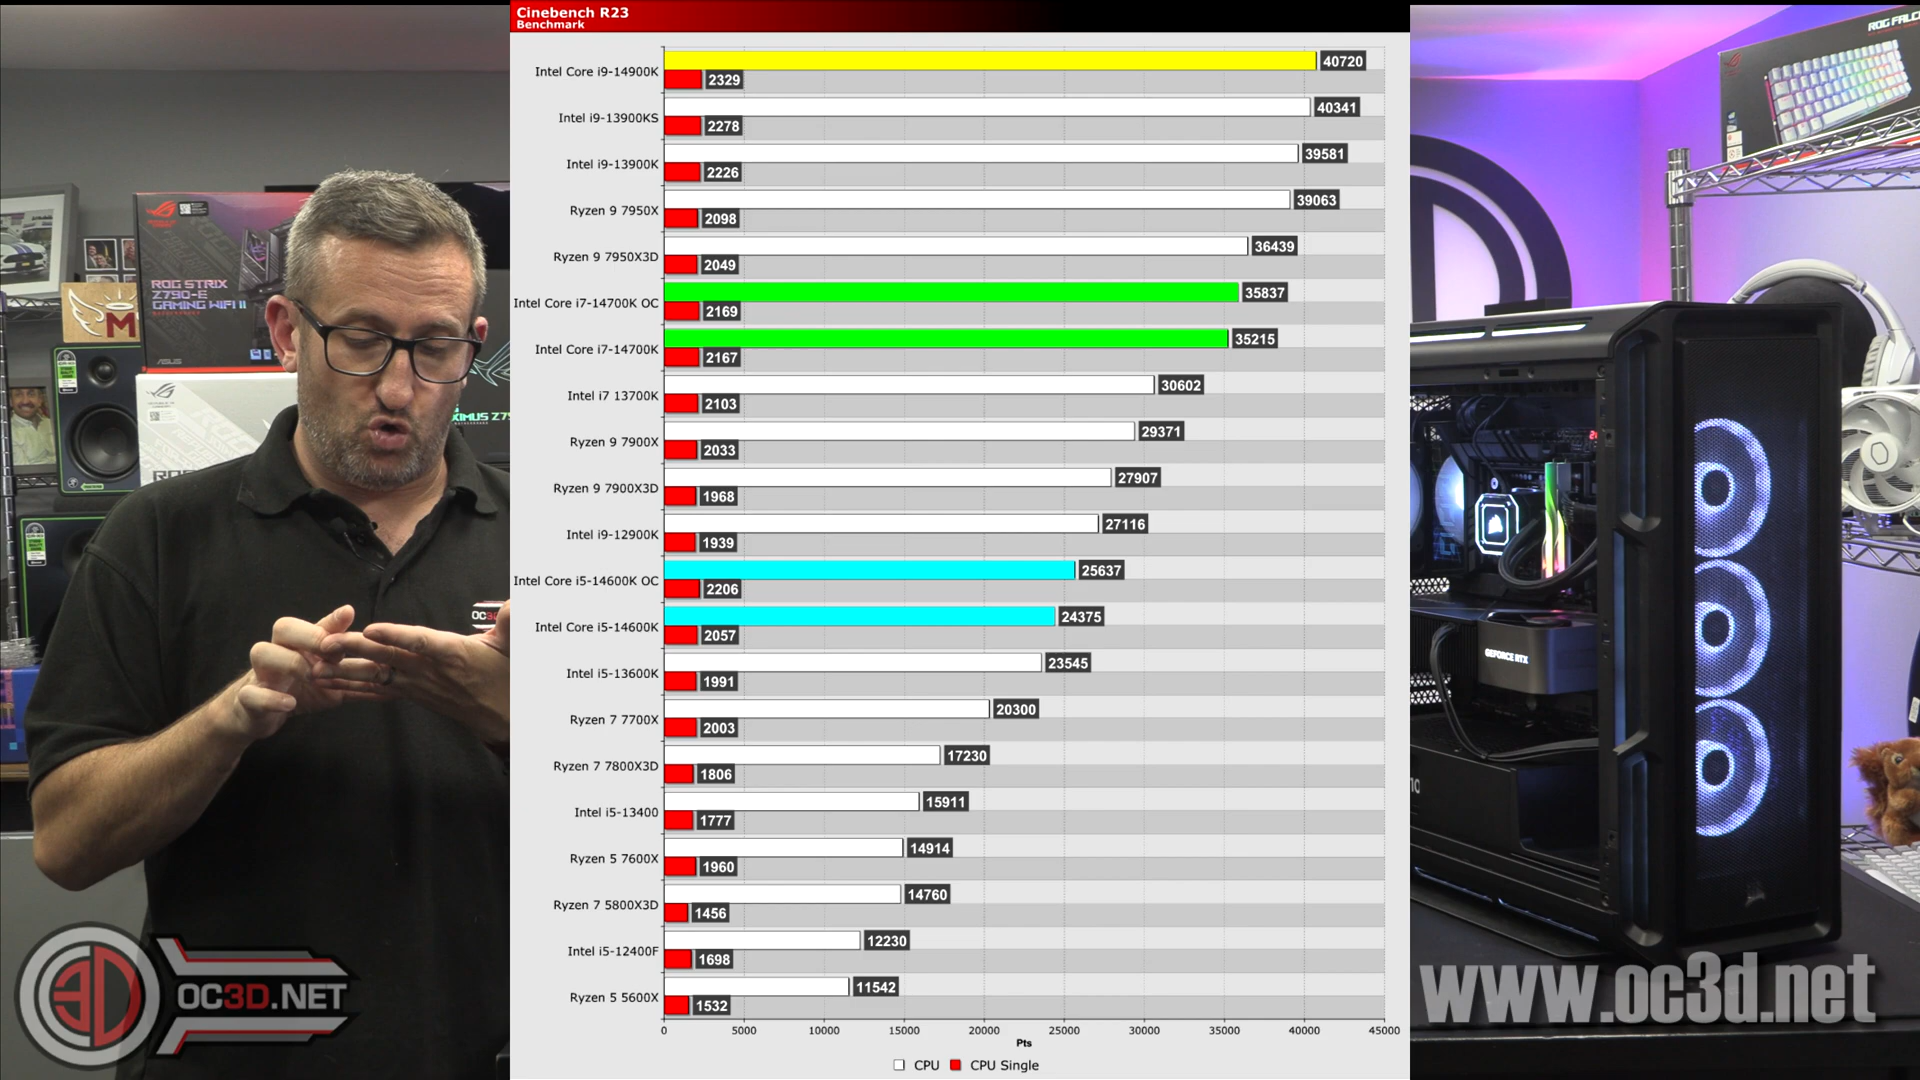 Cinebench R23
Benchmark
Intel Core i9-14900K
40720
2329
Intel i9-13900KS
40341
2278
Intel i9-13900K
39581
2226
Ryzen 9 7950X
39063
2098
Ryzen 9 7950X3D
36439
2049
Intel Core i7-14700K OC
35837
2169
Intel Core i7-14700K
35215
2167
Intel i7 13700K
30602
2103
Ryzen 9 7900X
29371
2033
Ryzen 9 7900X3D
27907
1968
Intel i9-12900K
27116
1939
Intel Core i5-14600K OC
25637
2206
Intel Core i5-14600K
24375
2057
Intel i5-13600K
23545
1991
Ryzen 7 7700X
20300
2003
Ryzen 7 7800X3D
17230
1806
Intel i5-13400
15911
1777
Ryzen 5 7600X
14914
1960
Ryzen 7 5800X3D
14760
1456
Intel i5-12400F
12230
1698
Ryzen 5 5600X
11542
1532
0 5000 10000 15000 20000 25000 30000 35000 40000 45000
Pts
CPU CPU Single
ROG STRIX
Z790-E
GAMING WIFI II
ASUS
OC3D.NET
GEFORCE RTX
www.oc3d.net